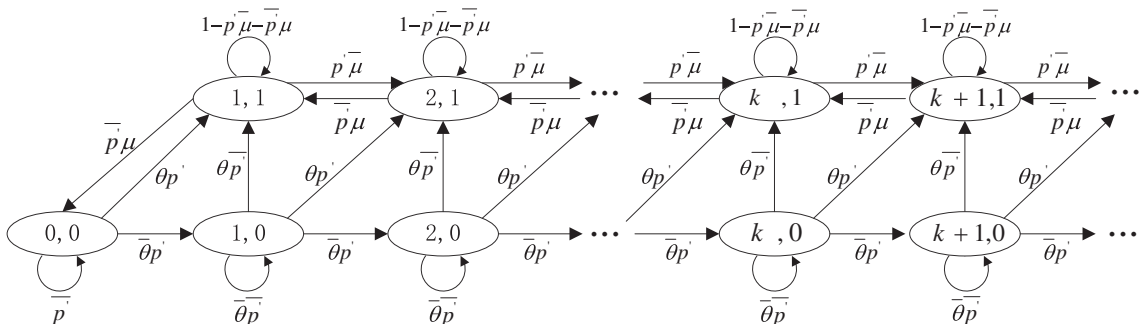 1−p'μ̅−p̅'μ 1−p'μ̅−p̅'μ 1−p'μ̅−p̅'μ 1−p'μ̅−p̅'μ
p'μ̅ p'μ̅ p'μ̅ p'μ̅ p'μ̅
1, 1 2, 1 ··· k , 1 k + 1,1 ···
p̅'μ p̅'μ p̅'μ p̅'μ p̅'μ
p̅'μ θp' θp̅' θp' θp̅' θp' θp' θp̅' θp' θp̅' θp'
0, 0 1, 0 2, 0 ··· k , 0 k + 1,0 ···
θ̅p' θ̅p' θ̅p' θ̅p' θ̅p' θ̅p'
p̅' θ̅p̅' θ̅p̅' θ̅p̅' θ̅p̅'